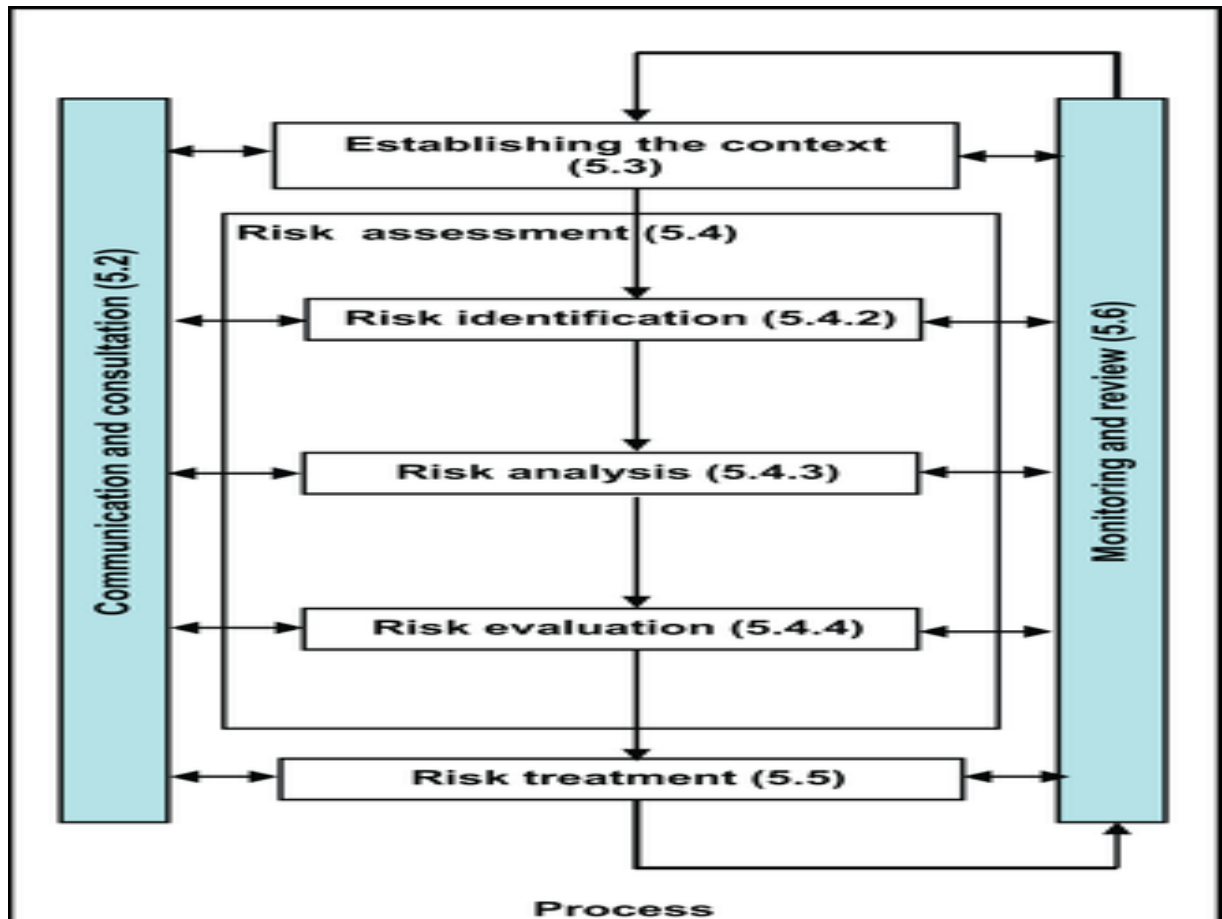 Establishing the context
(5.3)
Risk assessment (5.4)
Risk identification (5.4.2)
Risk analysis (5.4.3)
Risk evaluation (5.4.4)
Risk treatment (5.5)
Communication and consultation (5.2)
Monitoring and review (5.6)
Process